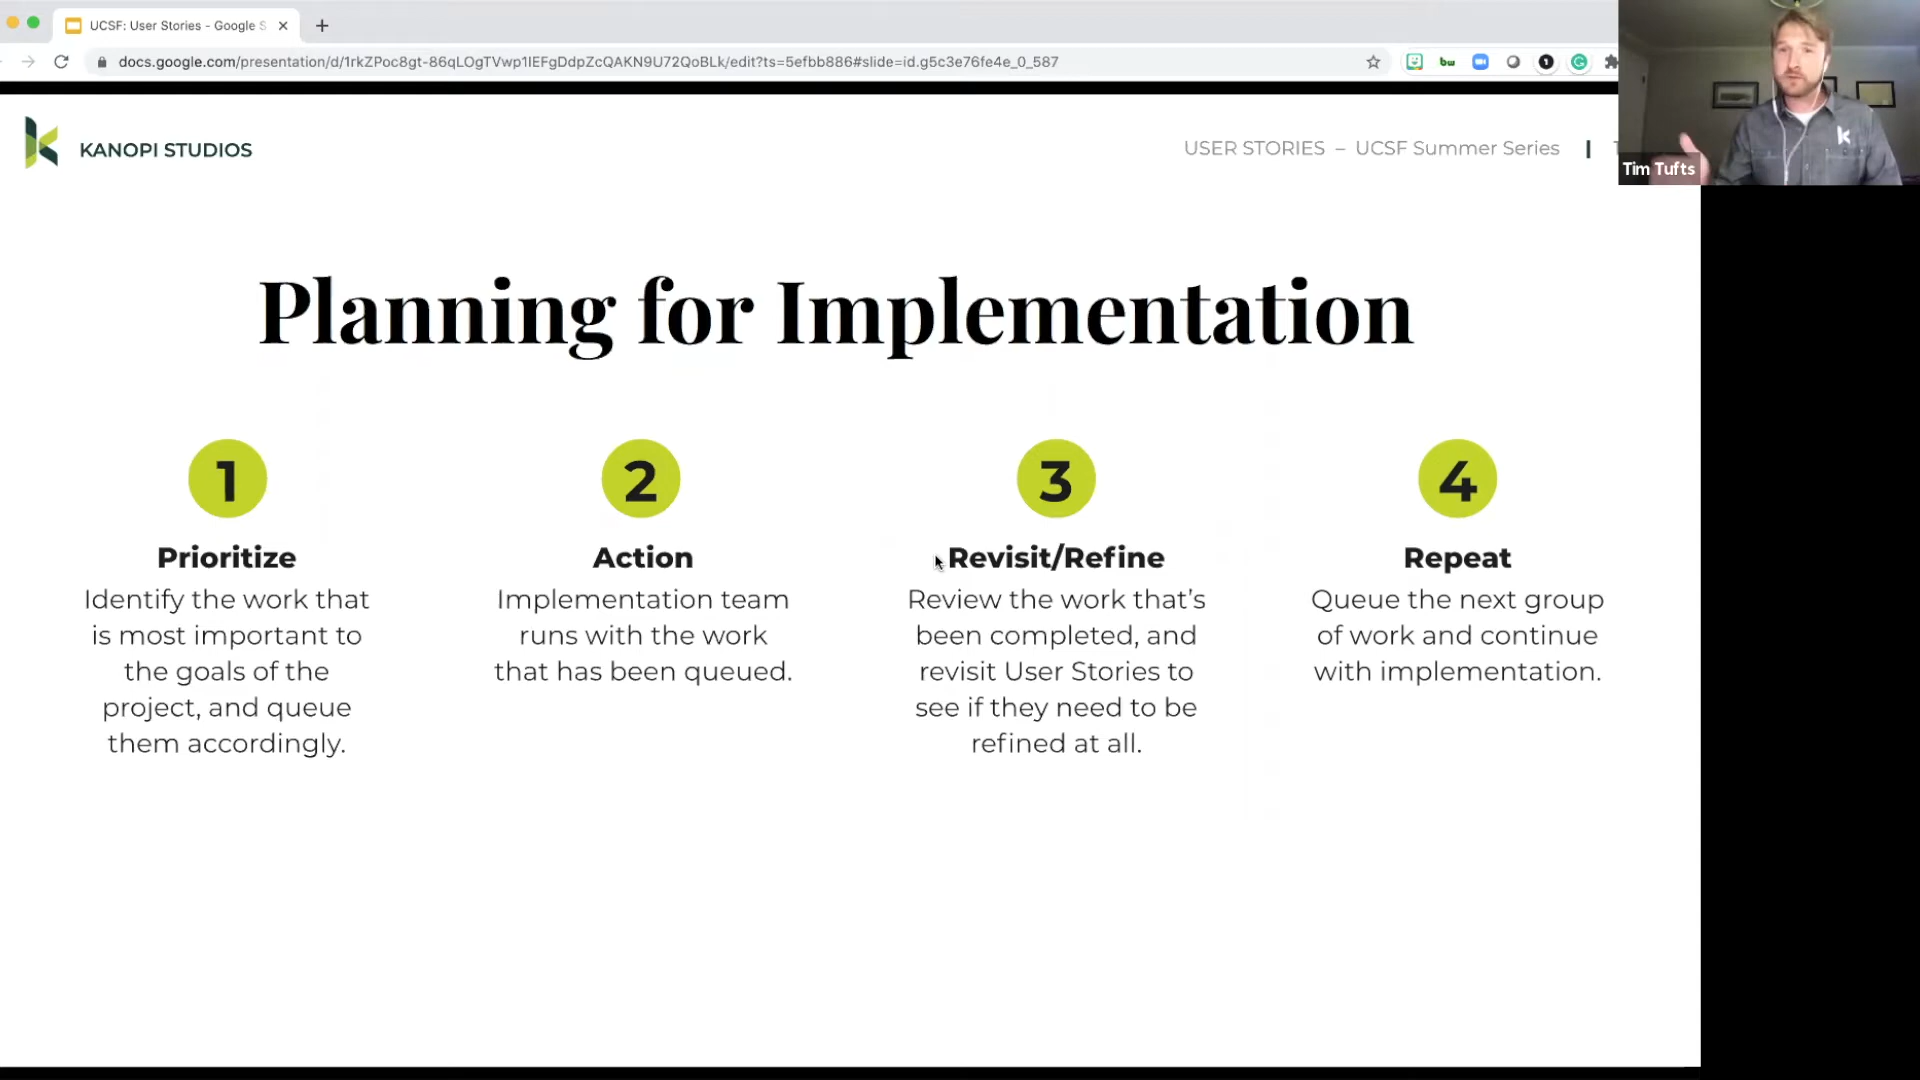 UCSF: User Stories - Google S
docs.google.com/presentation/d/1rkZPoc8gt-86qLOgTVwp1lEFgDdpZcQAKN9U72QoBLk/edit?ts=5efbb886#slide=id.g5c3e76fe4e_0_587
bw
1
KANOPI STUDIOS
USER STORIES – UCSF Summer Series
Tim Tufts
Planning for Implementation
1
Prioritize
Identify the work that
is most important to
the goals of the
project, and queue
them accordingly.
2
Action
Implementation team
runs with the work
that has been queued.
3
Revisit/Refine
Review the work that's
been completed, and
revisit User Stories to
see if they need to be
refined at all.
4
Repeat
Queue the next group
of work and continue
with implementation.